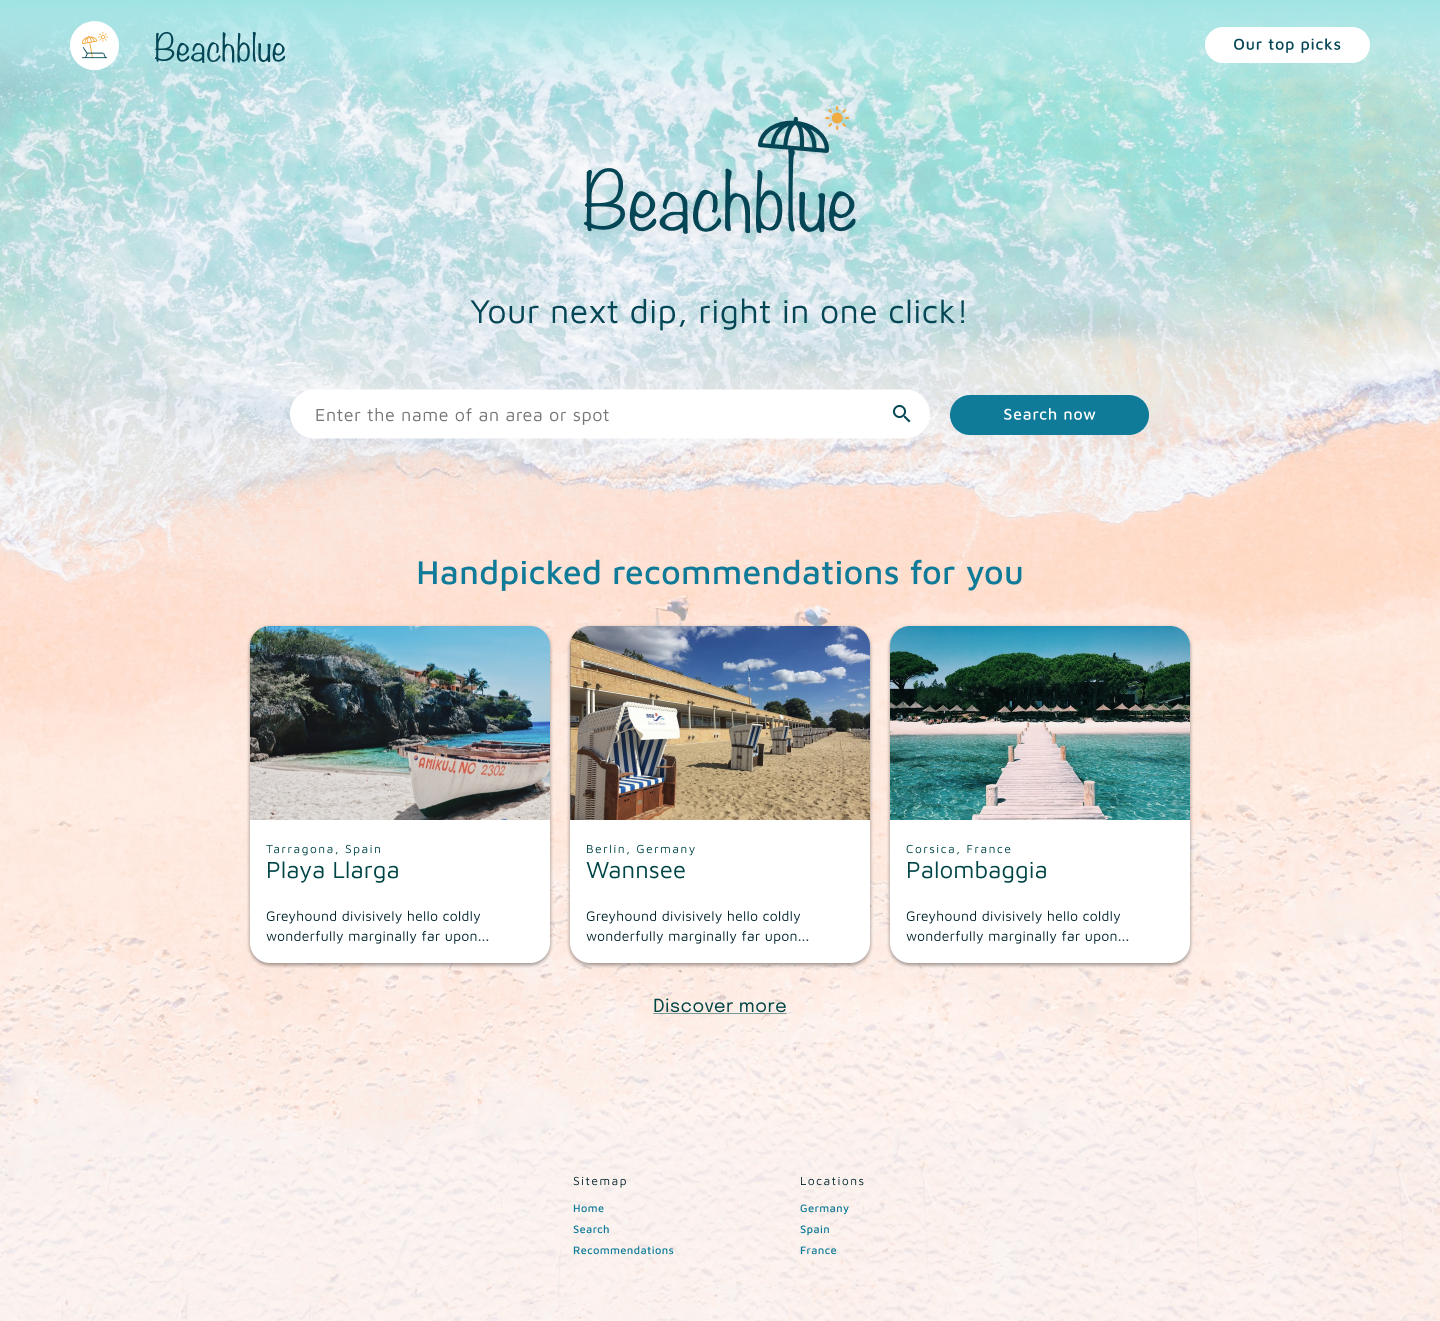 Beachblue
Our top picks
Beachblue
Your next dip, right in one click!
Enter the name of an area or spot
Search now
Handpicked recommendations for you
AMIKUJ, NO 2302
Tarragona, Spain
Playa Llarga
Greyhound divisively hello coldly
wonderfully marginally far upon...
Berlin, Germany
Wannsee
Greyhound divisively hello coldly
wonderfully marginally far upon...
Corsica, France
Palombaggia
Greyhound divisively hello coldly
wonderfully marginally far upon...
Discover more
Sitemap
Home
Search
Recommendations
Locations
Germany
Spain
France